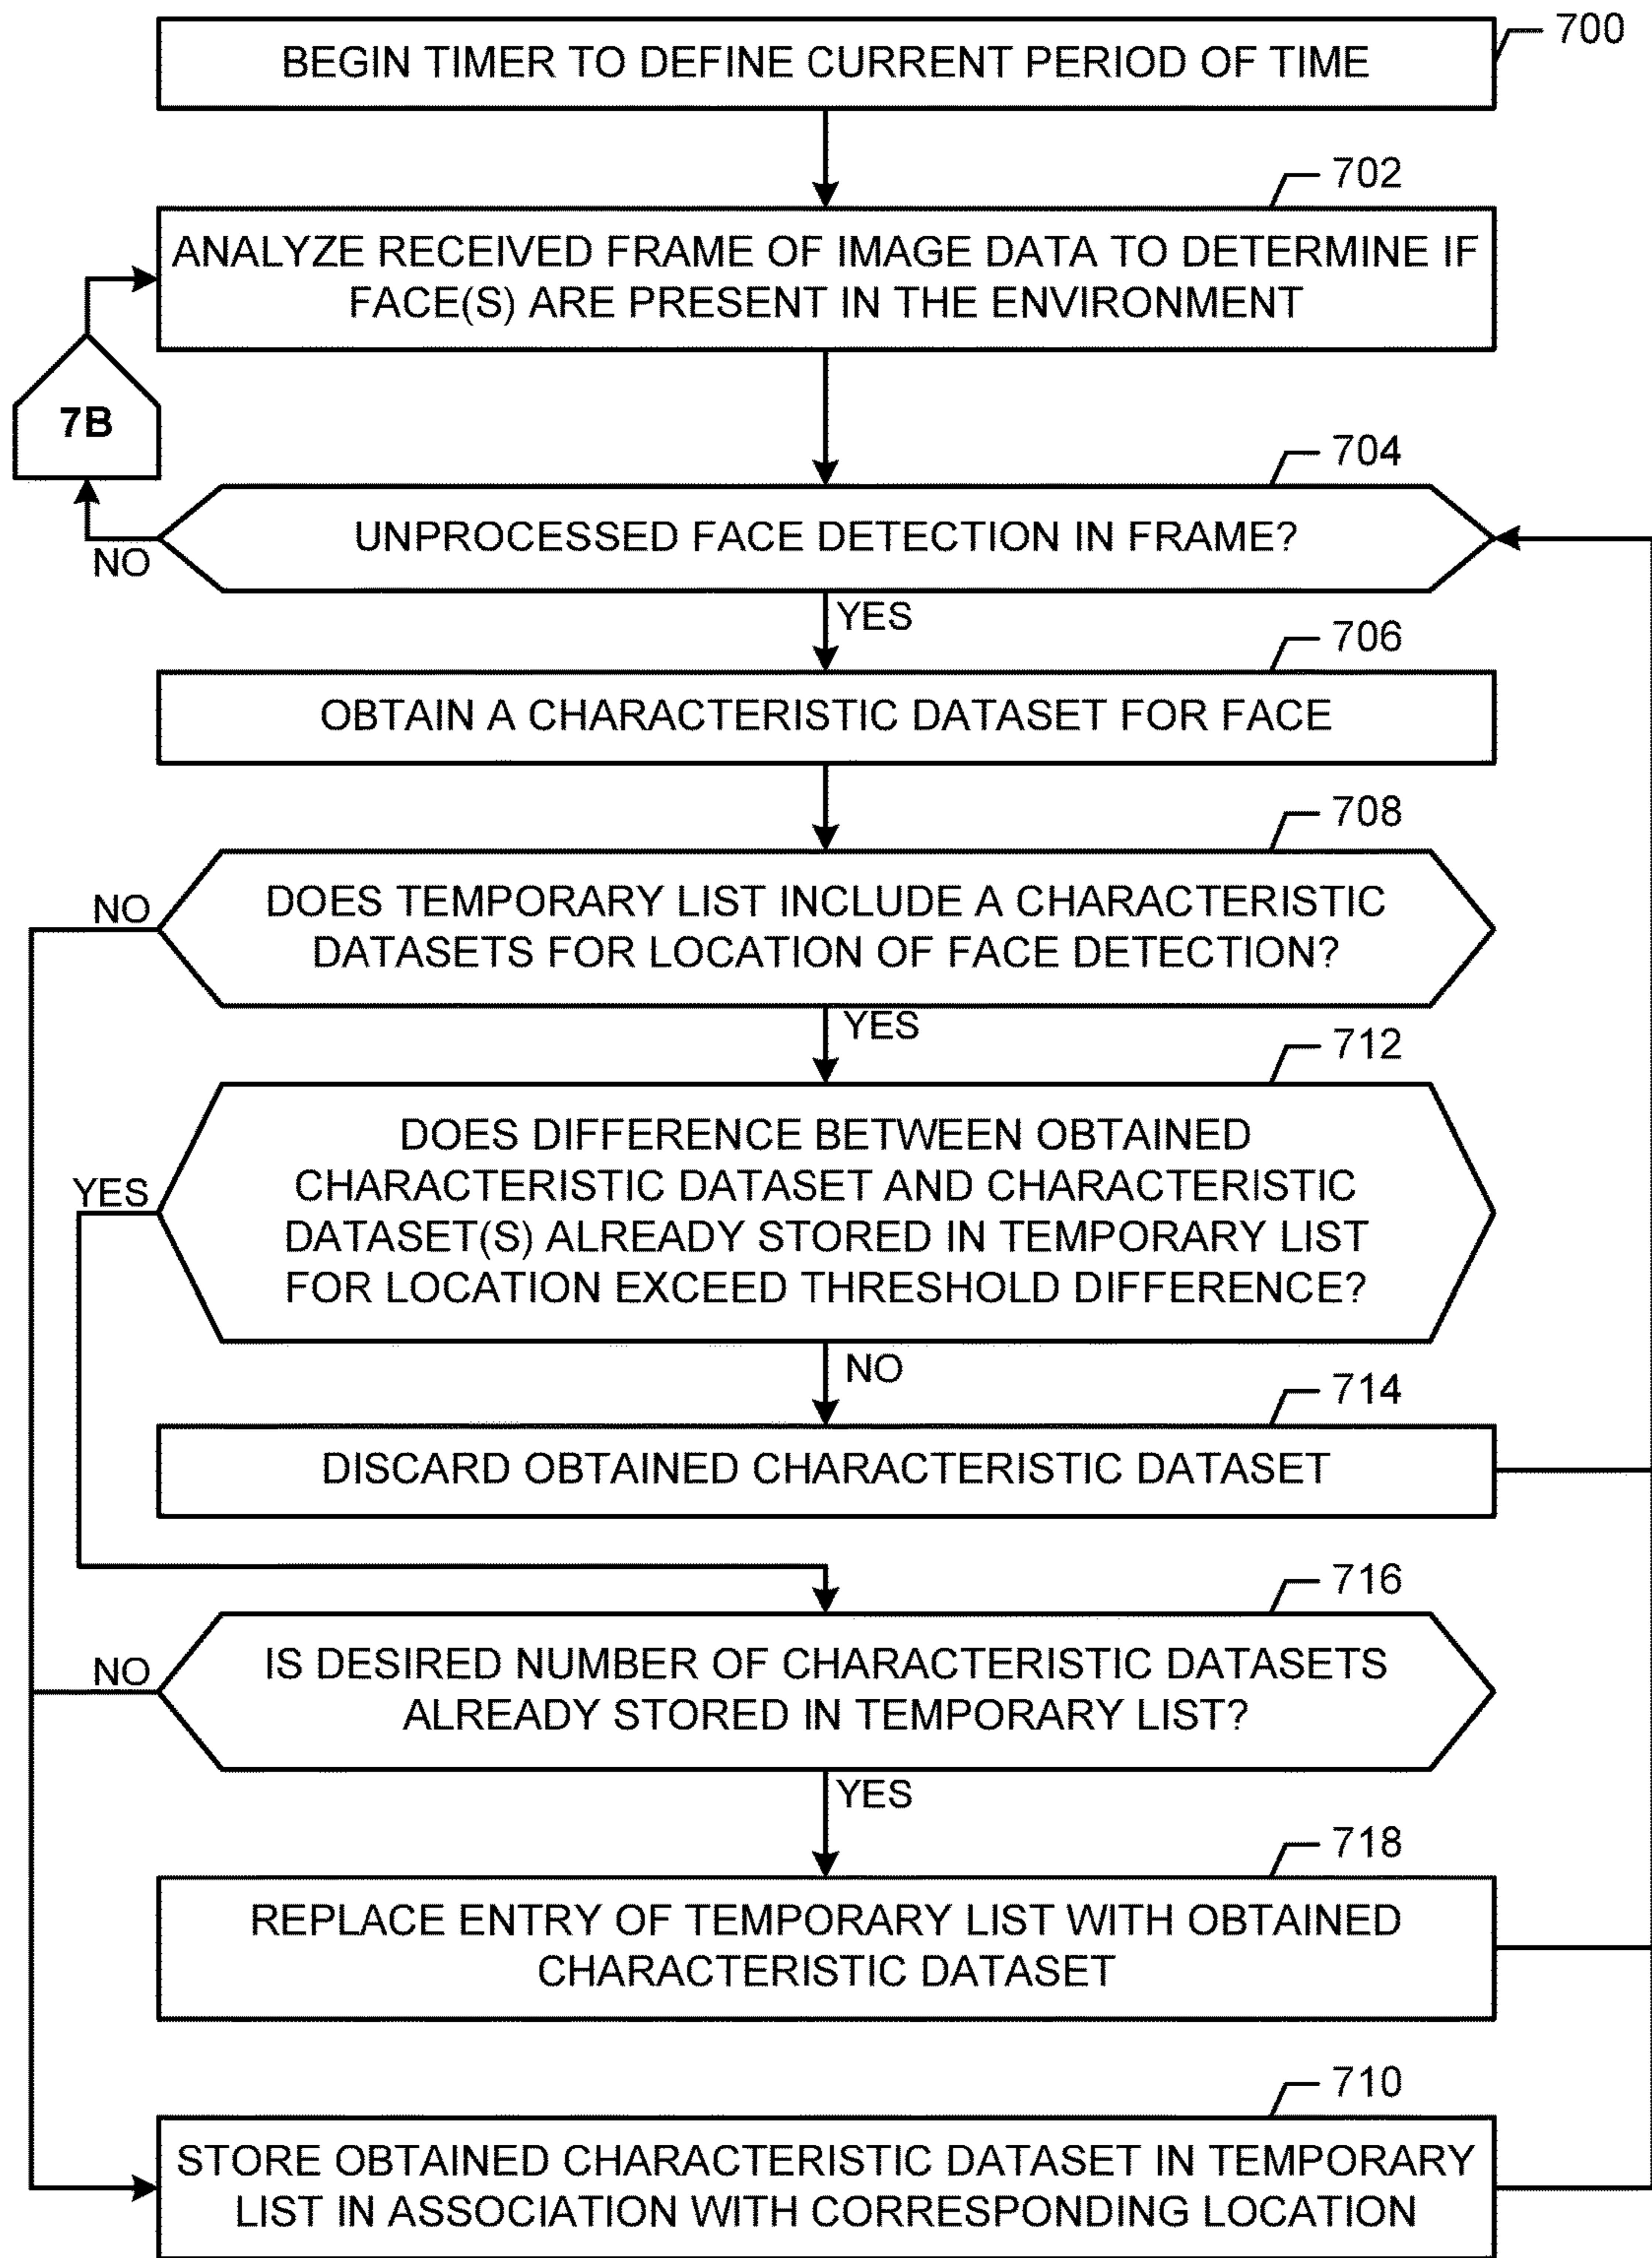 BEGIN TIMER TO DEFINE CURRENT PERIOD OF TIME
700
702
ANALYZE RECEIVED FRAME OF IMAGE DATA TO DETERMINE IF
FACE(S) ARE PRESENT IN THE ENVIRONMENT
7B
704
UNPROCESSED FACE DETECTION IN FRAME?
NO
YES
706
OBTAIN A CHARACTERISTIC DATASET FOR FACE
708
NO
DOES TEMPORARY LIST INCLUDE A CHARACTERISTIC
DATASETS FOR LOCATION OF FACE DETECTION?
YES
712
DOES DIFFERENCE BETWEEN OBTAINED
CHARACTERISTIC DATASET AND CHARACTERISTIC
YES
DATASET(S) ALREADY STORED IN TEMPORARY LIST
FOR LOCATION EXCEED THRESHOLD DIFFERENCE?
NO
714
DISCARD OBTAINED CHARACTERISTIC DATASET
716
NO
IS DESIRED NUMBER OF CHARACTERISTIC DATASETS
ALREADY STORED IN TEMPORARY LIST?
YES
718
REPLACE ENTRY OF TEMPORARY LIST WITH OBTAINED
CHARACTERISTIC DATASET
710
STORE OBTAINED CHARACTERISTIC DATASET IN TEMPORARY
LIST IN ASSOCIATION WITH CORRESPONDING LOCATION